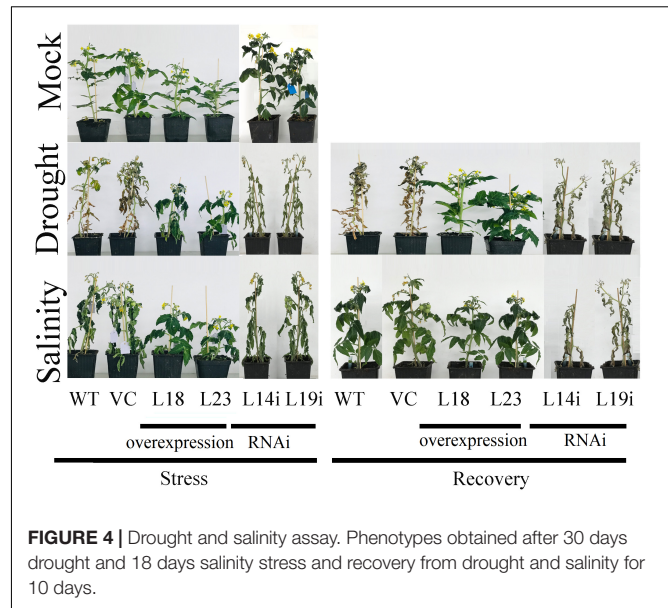 Mock
Drought
Salinity
WT VC L18 L23 L14i L19i WT VC L18 L23 L14i L19i
overexpression RNAi overexpression RNAi
Stress Recovery
FIGURE 4 | Drought and salinity assay. Phenotypes obtained after 30 days
drought and 18 days salinity stress and recovery from drought and salinity for
10 days.